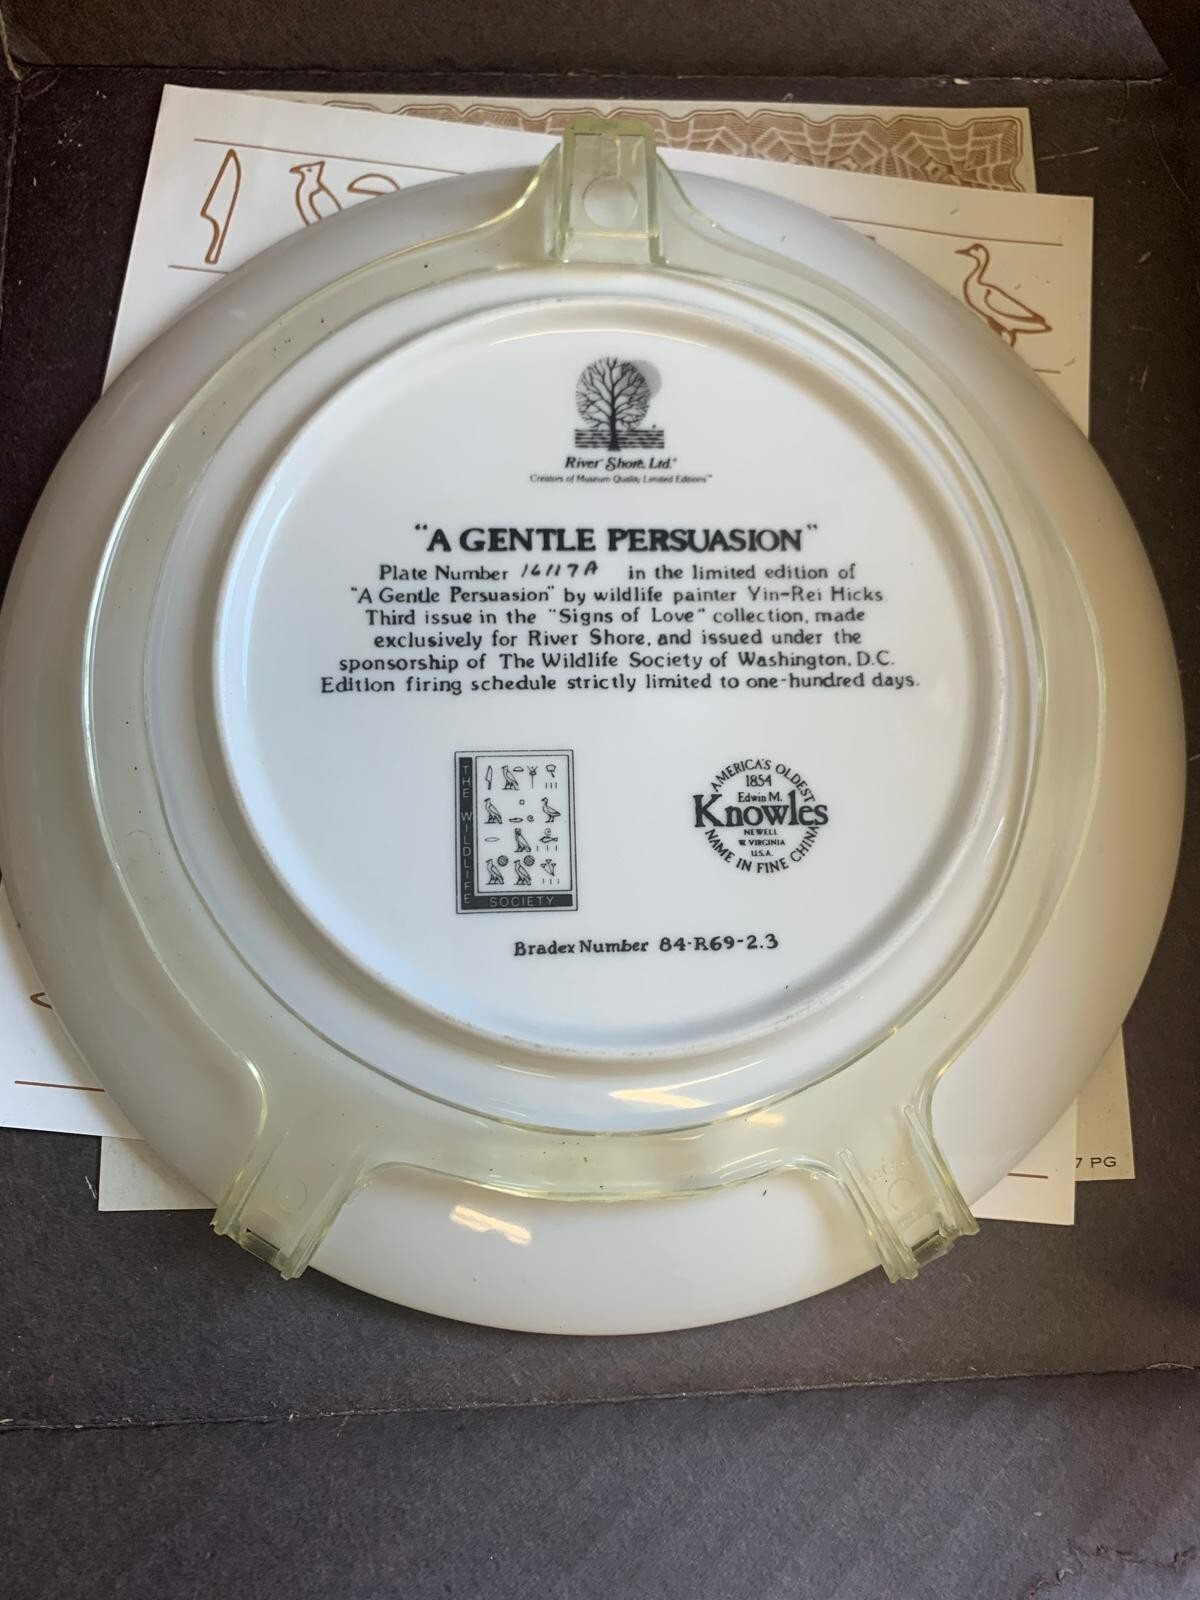 River Shore, Ltd.
Creators of Museum Quality Limited Editions™
"A GENTLE PERSUASION"
Plate Number 16117A in the limited edition of
"A Gentle Persuasion" by wildlife painter Yin-Rei Hicks.
Third issue in the "Signs of Love" collection, made
exclusively for River Shore, and issued under the
sponsorship of The Wildlife Society of Washington, D.C.
Edition firing schedule strictly limited to one-hundred days.
THE WILDLIFE
SOCIETY
AMERICA'S OLDEST
1854
Edwin M.
Knowles
NEWELL
W. VIRGINIA
U.S.A.
NAME IN FINE CHINA
Bradex Number 84-R69-2.3
7 PG